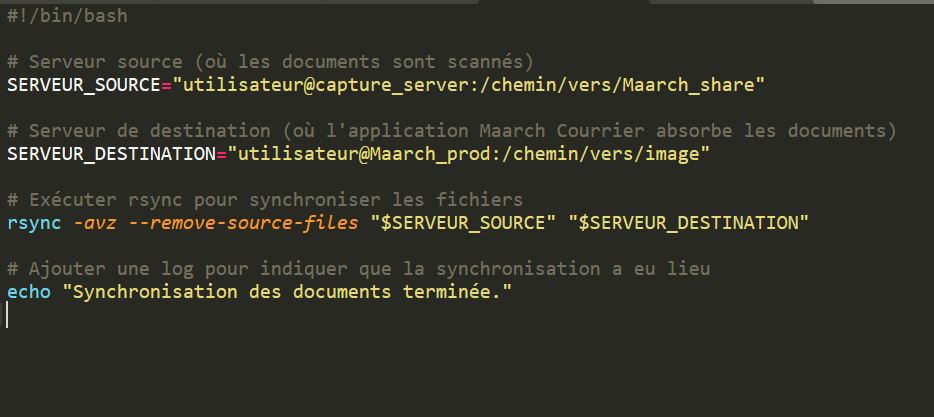 #!/bin/bash
# Serveur source (où les documents sont scannés)
SERVEUR_SOURCE="utilisateur@capture_server:/chemin/vers/Maarch_share"
# Serveur de destination (où l'application Maarch Courrier absorbe les documents)
SERVEUR_DESTINATION="utilisateur@Maarch_prod:/chemin/vers/image"
# Exécuter rsync pour synchroniser les fichiers
rsync -avz --remove-source-files "$SERVEUR_SOURCE" "$SERVEUR_DESTINATION"
# Ajouter une log pour indiquer que la synchronisation a eu lieu
echo "Synchronisation des documents terminée."